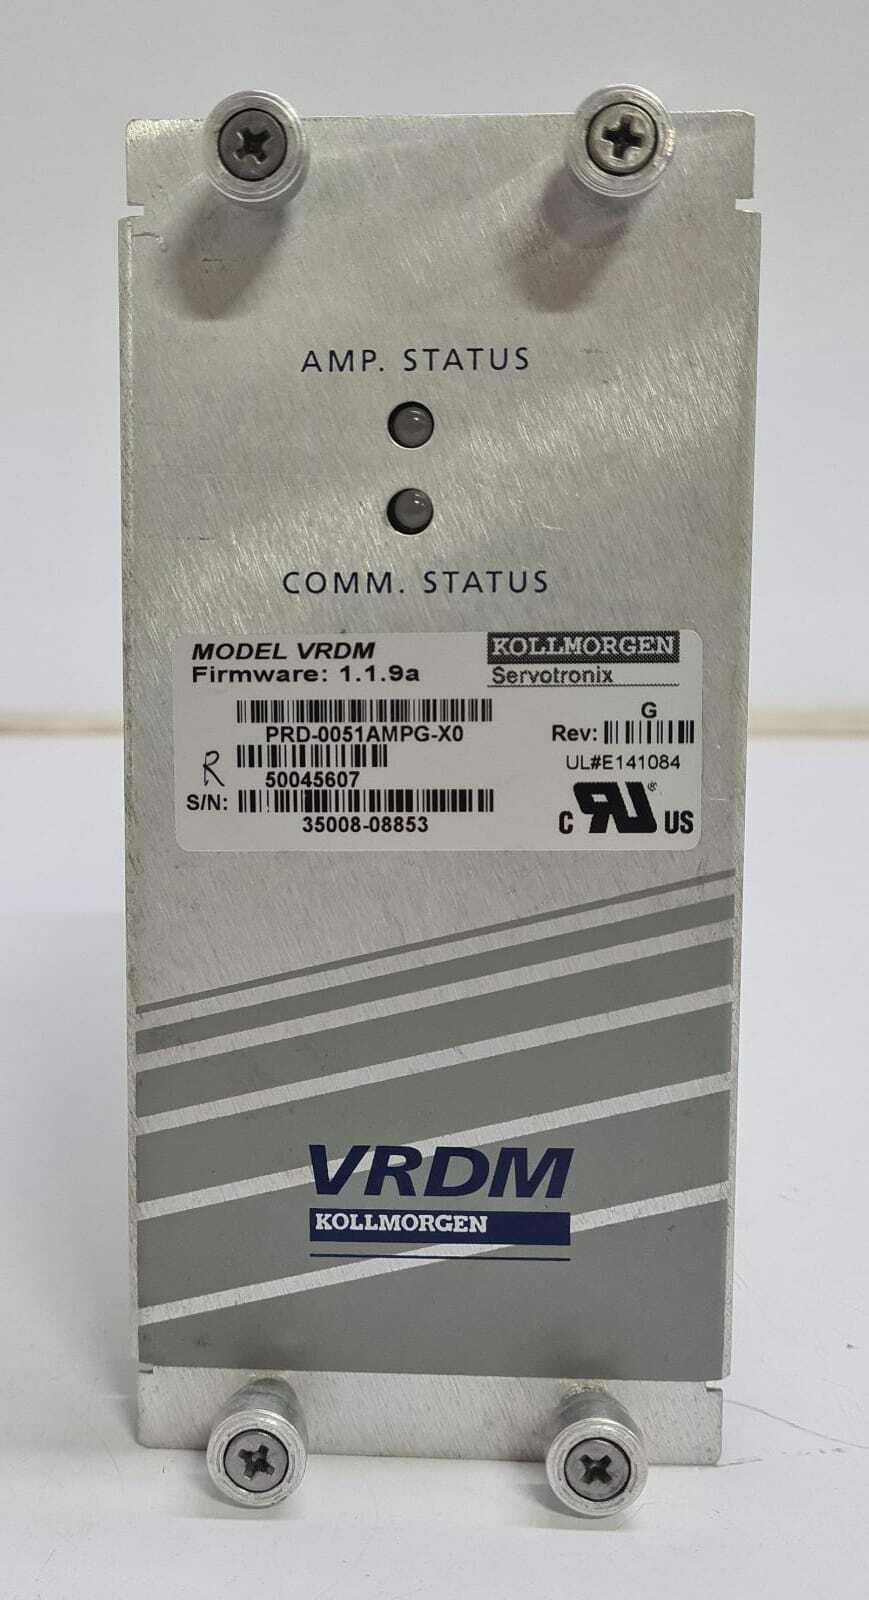 AMP. STATUS
COMM. STATUS
MODEL VRDM
KOLLMORGEN
Firmware: 1.1.9a
Servotronix
G
PRD-0051AMPG-X0
Rev:
R
50045607
UL#E141084
S/N:
35008-08853
C RU ® US
VRDM
KOLLMORGEN